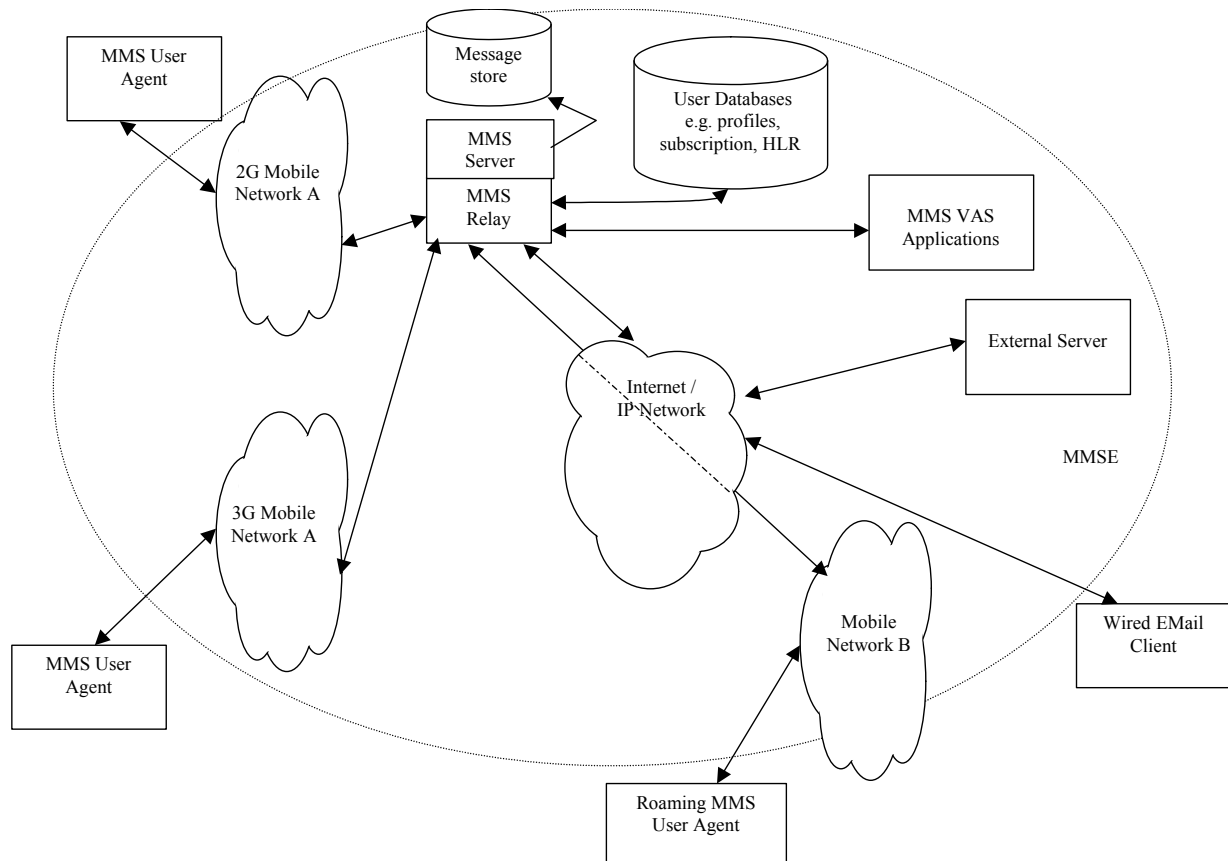 MMS User
Agent
Message
store
User Databases
e.g. profiles,
subscription, HLR
MMS
Server
2G Mobile
Network A
MMS
Relay
MMS VAS
Applications
External Server
Internet /
IP Network
MMSE
3G Mobile
Network A
Mobile
Network B
Wired EMail
Client
MMS User
Agent
Roaming MMS
User Agent